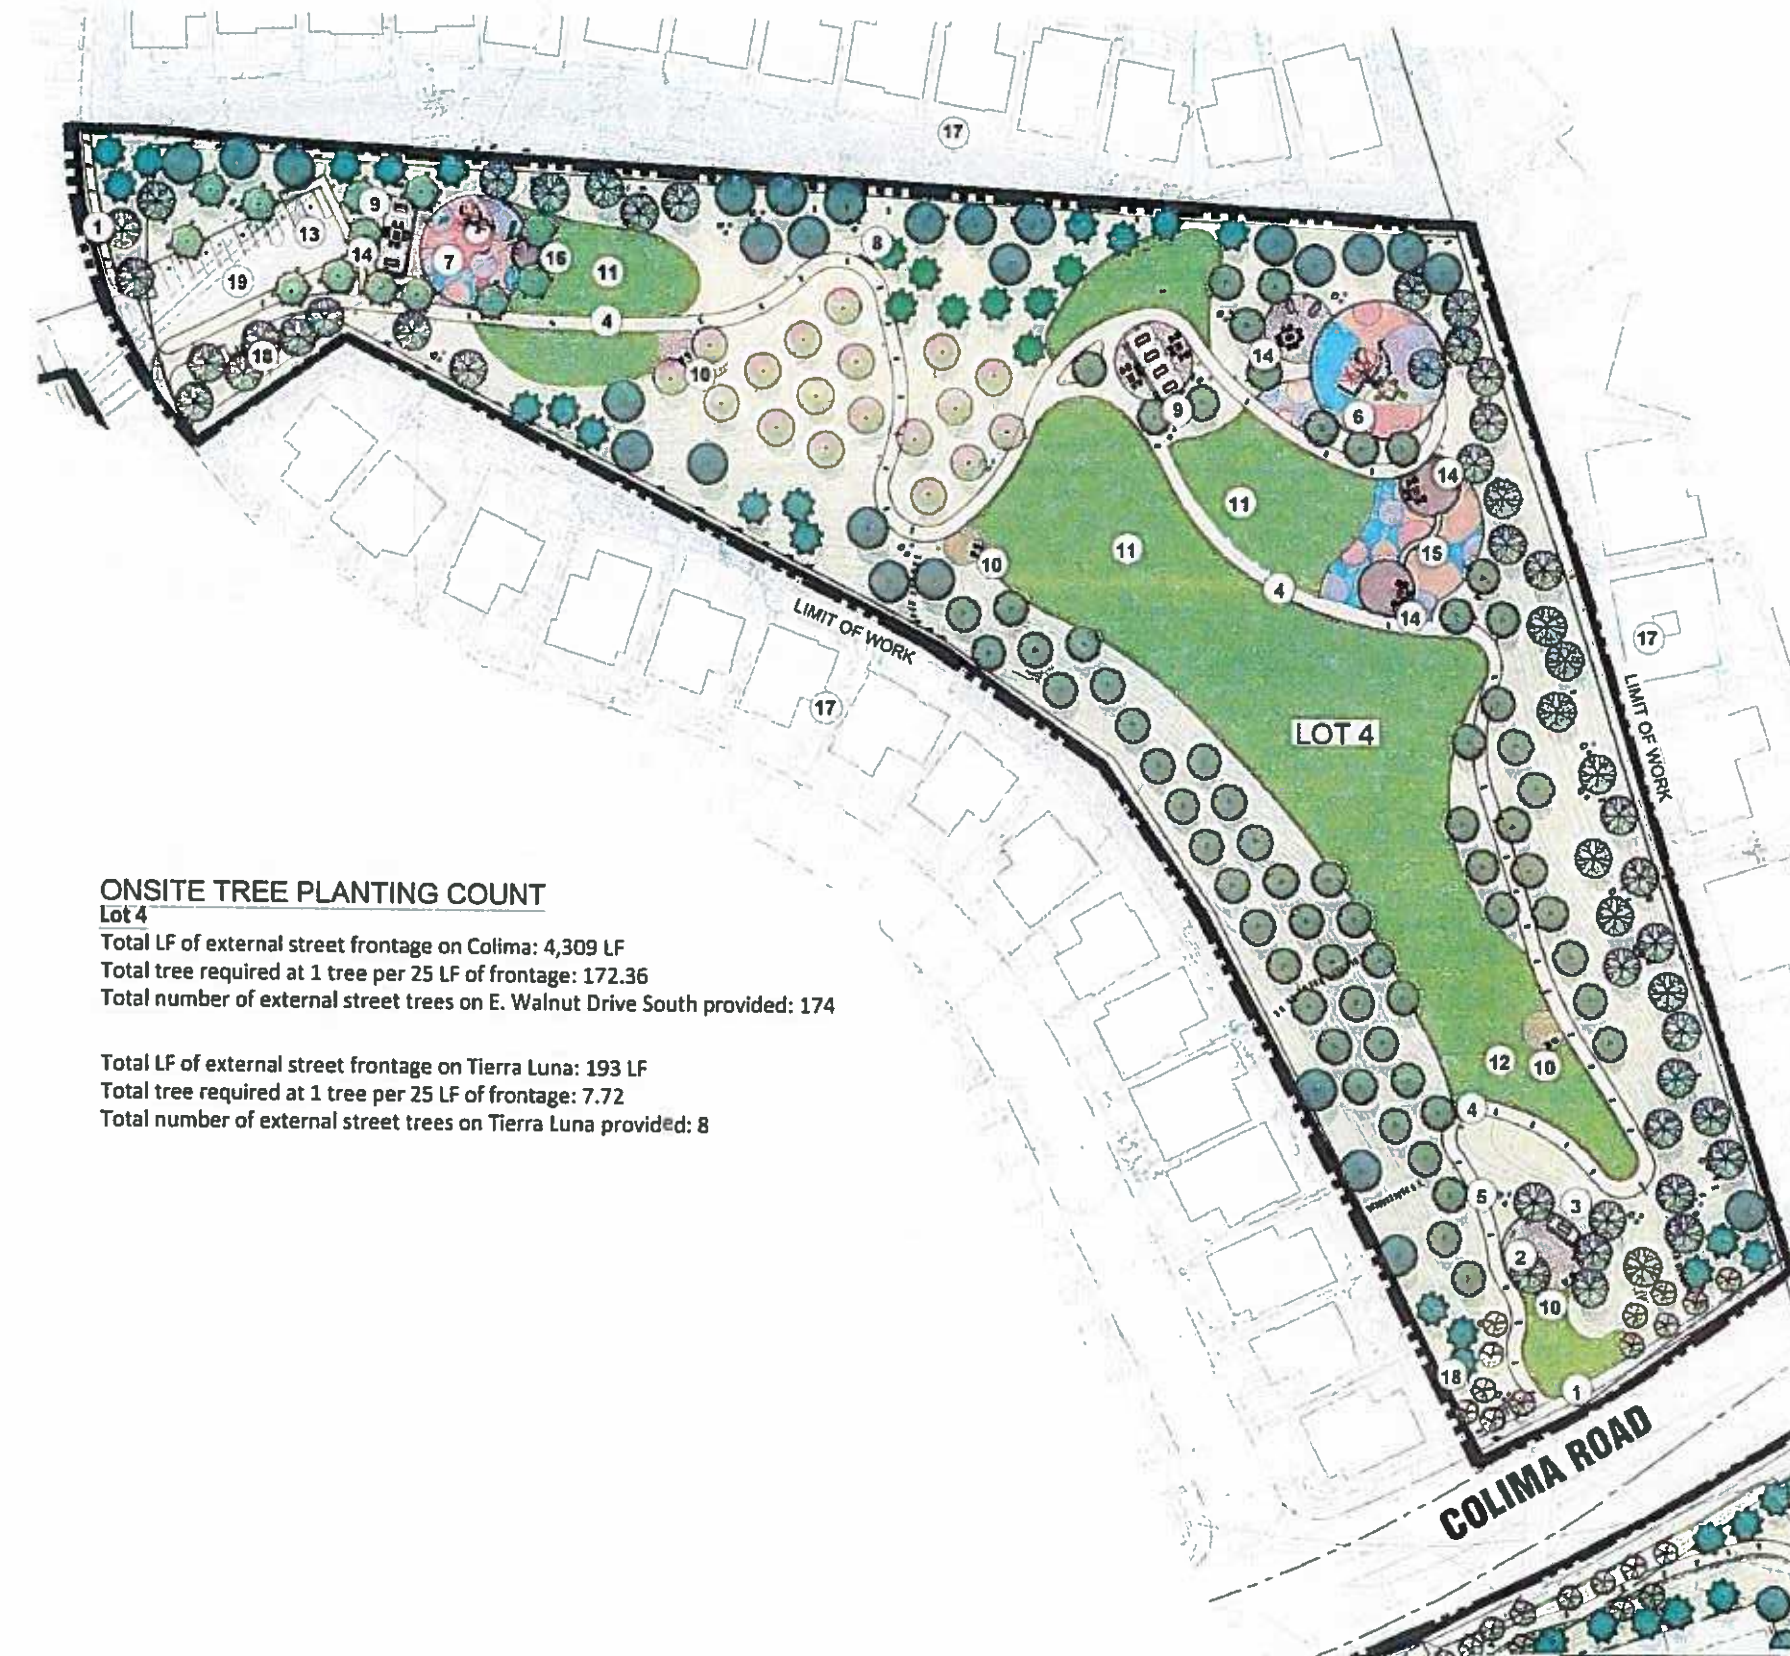 17
1
9
13
14
7
16
11
19
4
18
10
8
14
9
6
14
11
11
15
10
4
14
17
LIMIT OF WORK
17
LIMIT OF WORK
LOT 4
ONSITE TREE PLANTING COUNT
Lot 4
Total LF of external street frontage on Colima: 4,309 LF
Total tree required at 1 tree per 25 LF of frontage: 172.36
Total number of external street trees on E. Walnut Drive South provided: 174
Total LF of external street frontage on Tierra Luna: 193 LF
Total tree required at 1 tree per 25 LF of frontage: 7.72
Total number of external street trees on Tierra Luna provided: 8
12
10
4
5
3
2
10
18
1
COLIMA ROAD